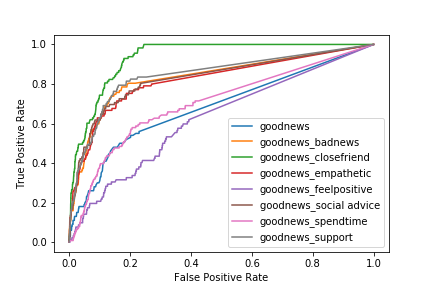 1.0
0.8
0.6
0.4
0.2
0.0
True Positive Rate
goodnews
goodnews_badnews
goodnews_closefriend
goodnews_empathetic
goodnews_feelpositive
goodnews_social advice
goodnews_spendtime
goodnews_support
0.0 0.2 0.4 0.6 0.8 1.0
False Positive Rate